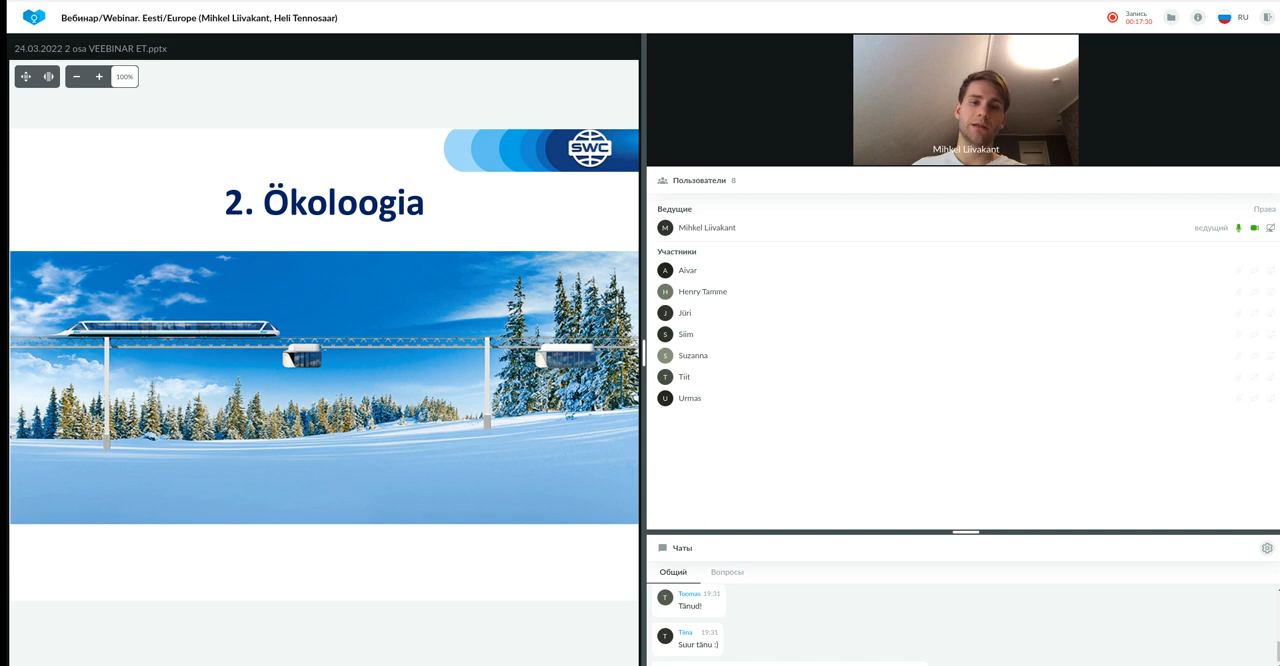 Вебинар/Webinar. Eesti/Europe (Mihkel Liivakant, Heli Tennosaar)
Запись
00:17:30
RU
24.03.2022 2 osa VEEBINAR ET.pptx
100%
SWC
2. Ökoloogia
Mihkel Liivakant
Пользователи 8
Ведущие Права
M Mihkel Liivakant ведущий
Участники
A Aivar
H Henry Tamme
J Jüri
S Siim
S Suzanna
T Tiit
U Urmas
Чаты
Общий Вопросы
T Toomas 19:31
Tänud!
T Tiina 19:31
Suur tänu :)